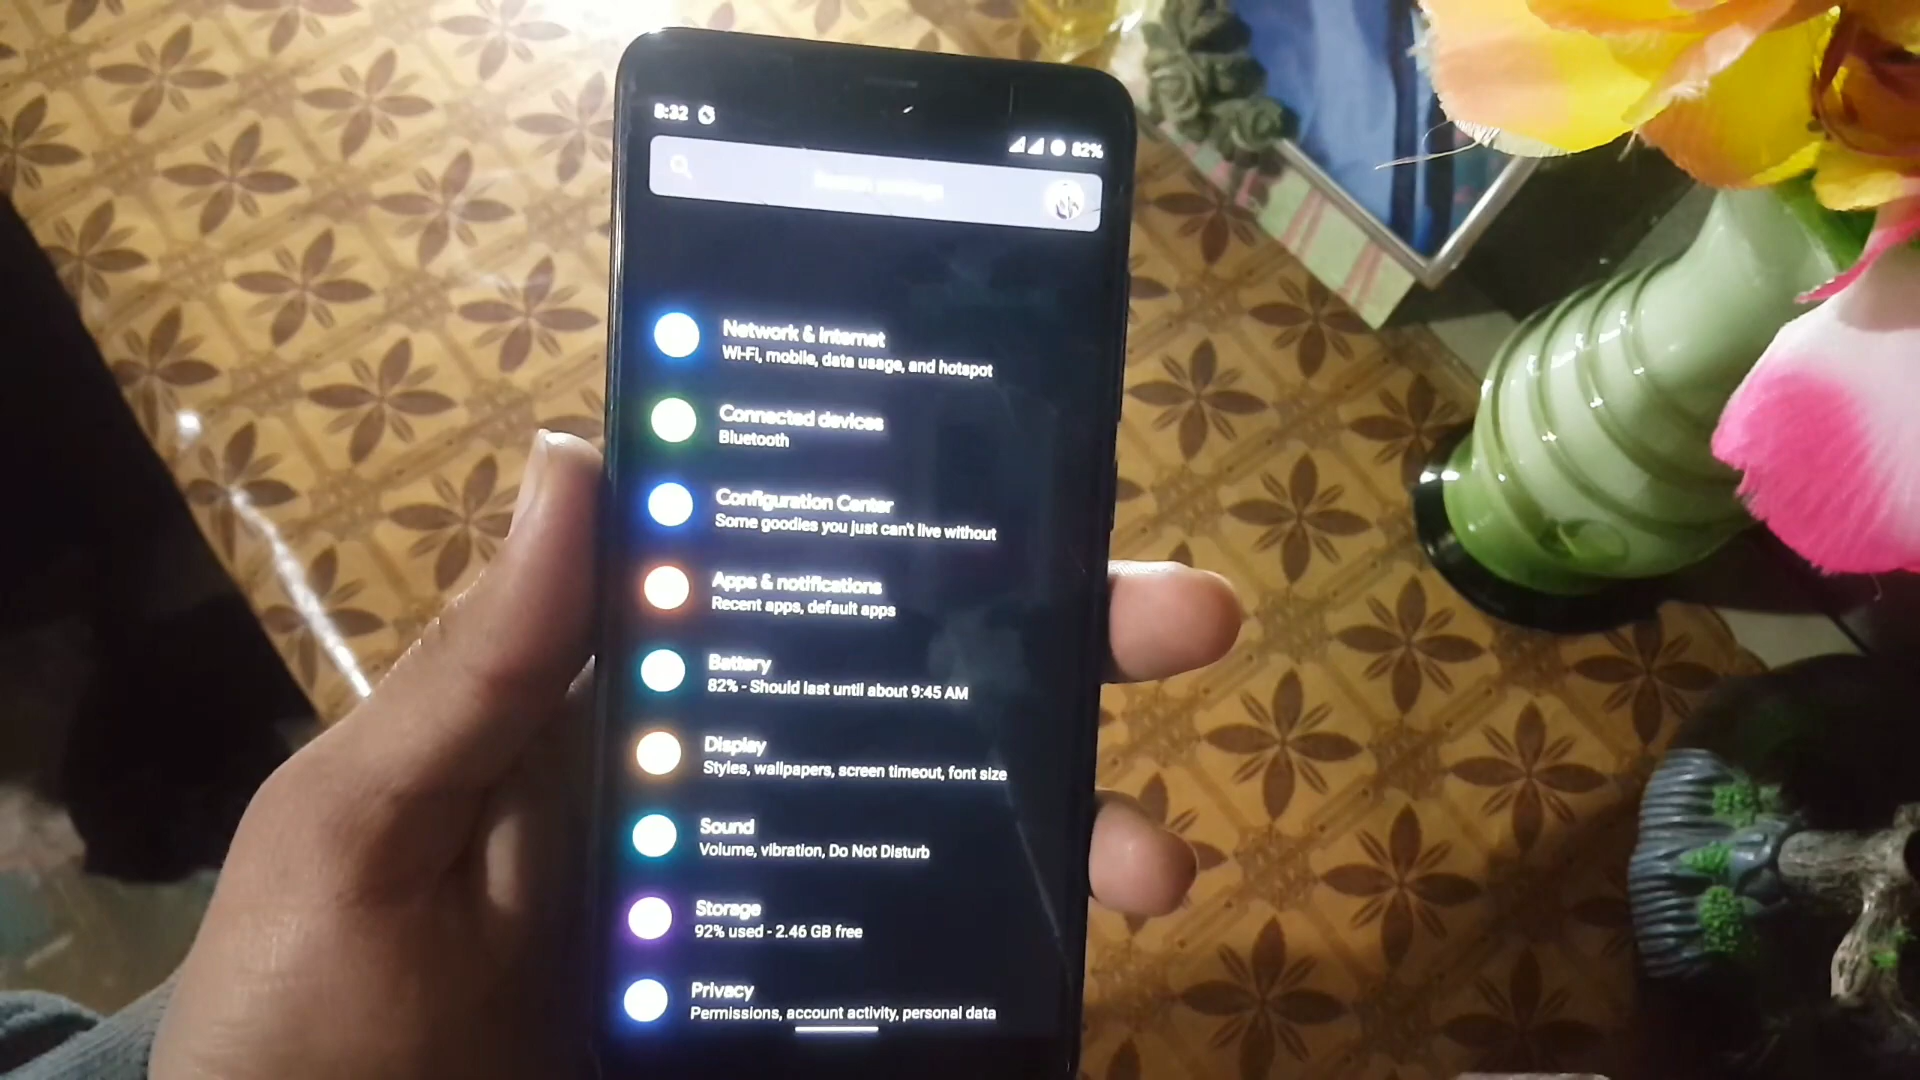 8:32
82%
Search settings
Network & internet
Wi-Fi, mobile, data usage, and hotspot
Connected devices
Bluetooth
Configuration Center
Some goodies you just can't live without
Apps & notifications
Recent apps, default apps
Battery
82% - Should last until about 9:45 AM
Display
Styles, wallpapers, screen timeout, font size
Sound
Volume, vibration, Do Not Disturb
Storage
92% used - 2.46 GB free
Privacy
Permissions, account activity, personal data